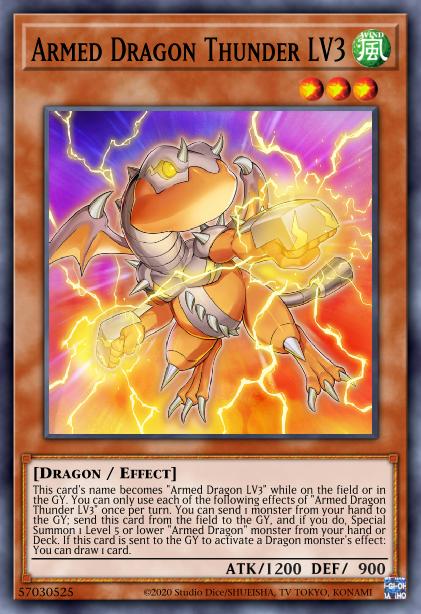 ARMED DRAGON THUNDER LV3
WIND
風
[DRAGON / EFFECT]
This card's name becomes "Armed Dragon LV3" while on the field or in
the GY. You can only use each of the following effects of "Armed Dragon
Thunder LV3" once per turn. You can send 1 monster from your hand to
the GY; send this card from the field to the GY, and if you do, Special
Summon 1 Level 5 or lower "Armed Dragon" monster from your hand or
Deck. If this card is sent to the GY to activate a Dragon monster's effect:
You can draw 1 card.
ATK/1200 DEF/ 900
57030525 ©2020 Studio Dice/SHUEISHA, TV TOKYO, KONAMI